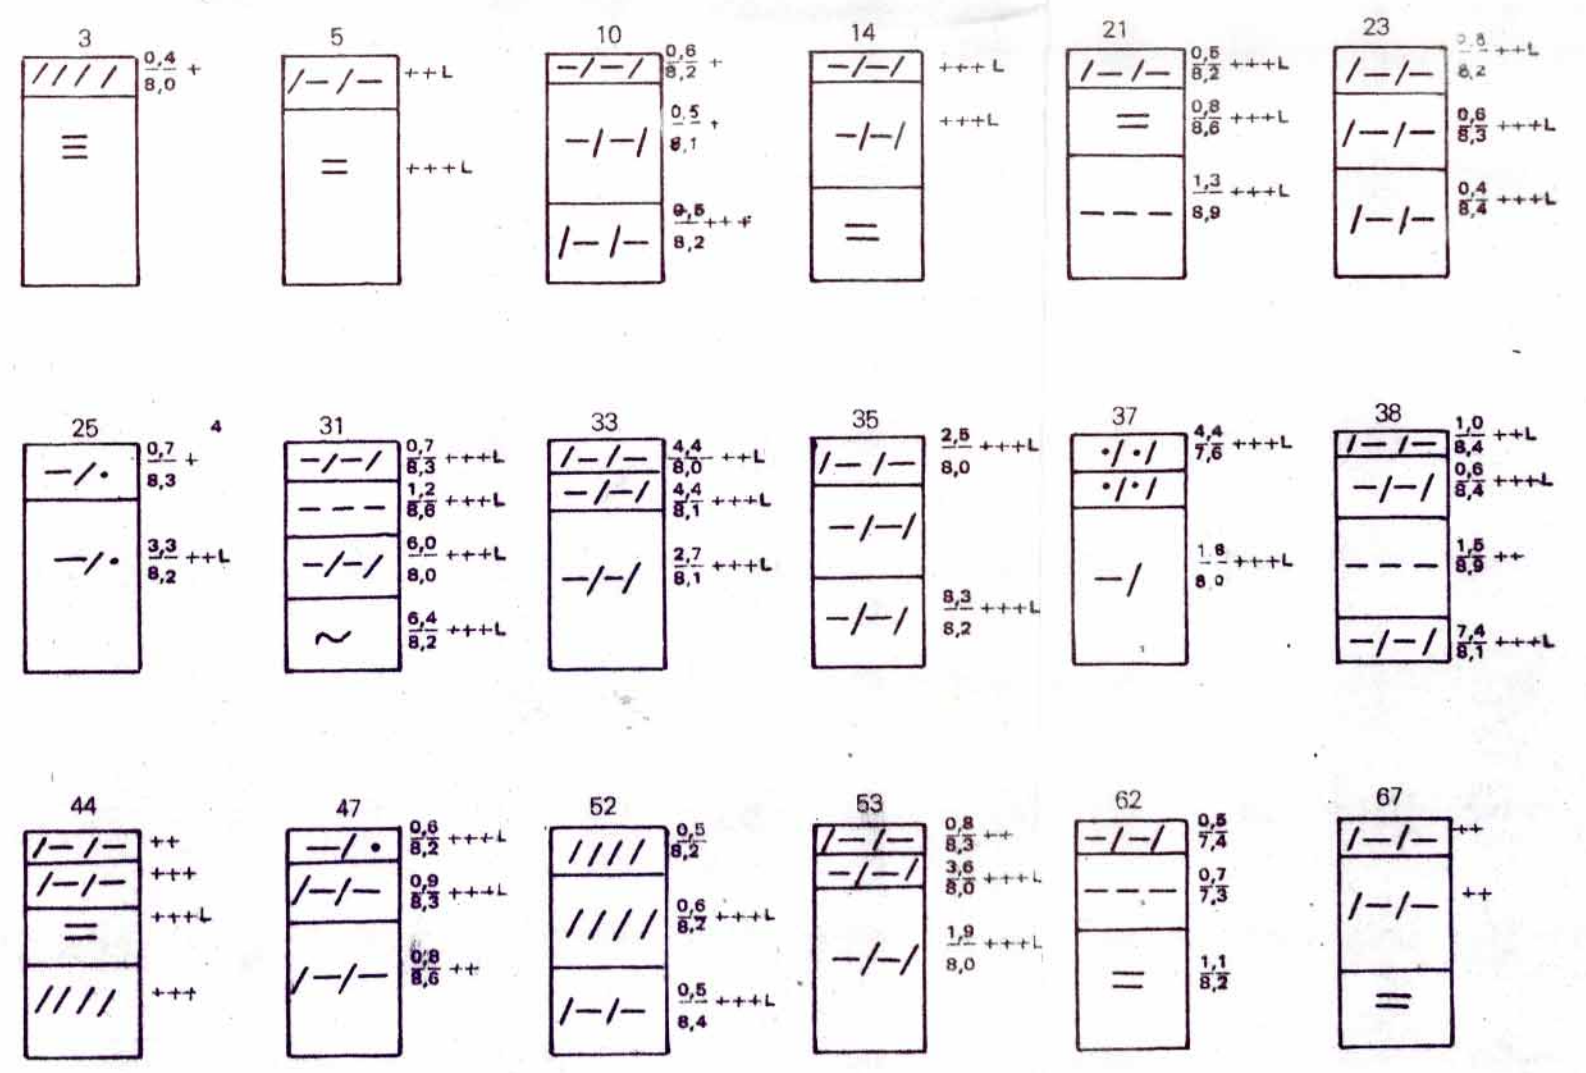 3 5 10 14 21 23
0,4 + ++L 0,6 + +++L 0,5 +++L ++L
8,0 8,2 8,2 8,2
+++L 0,5 + +++L 0,8 +++L 0,6 +++L
8,1 8,6 8,3
0,5 +++ 1,3 +++L 0,4 +++L
8,2 8,9 8,4
25 4 31 33 35 37 38
0,7 + 0,7 +++L 4,4 ++L 2,5 +++L 4,4 +++L 1,0 ++L
8,3 8,3 8,0 8,0 7,6 8,4
1,2 +++L 4,4 +++L 0,6 +++L
8,6 8,1 8,4
3,3 ++L 6,0 +++L 2,7 +++L +++L 1,5 ++
8,2 8,0 8,1 8,0 8,9
6,4 +++L 8,3 +++L 7,4 +++L
8,2 8,2 8,1
44 47 52 53 62 67
++ 0,6 +++L 0,5 0,8 ++ 0,5 ++
8,2 8,2 8,3 7,4
+++ 0,9 +++L 3,6 +++L 0,7 ++
8,3 8,0 7,3
+++L 0,6 +++L
8,2
+++ 0,8 ++ 0,5 +++L 1,9 +++L 1,1
8,6 8,4 8,0 8,2